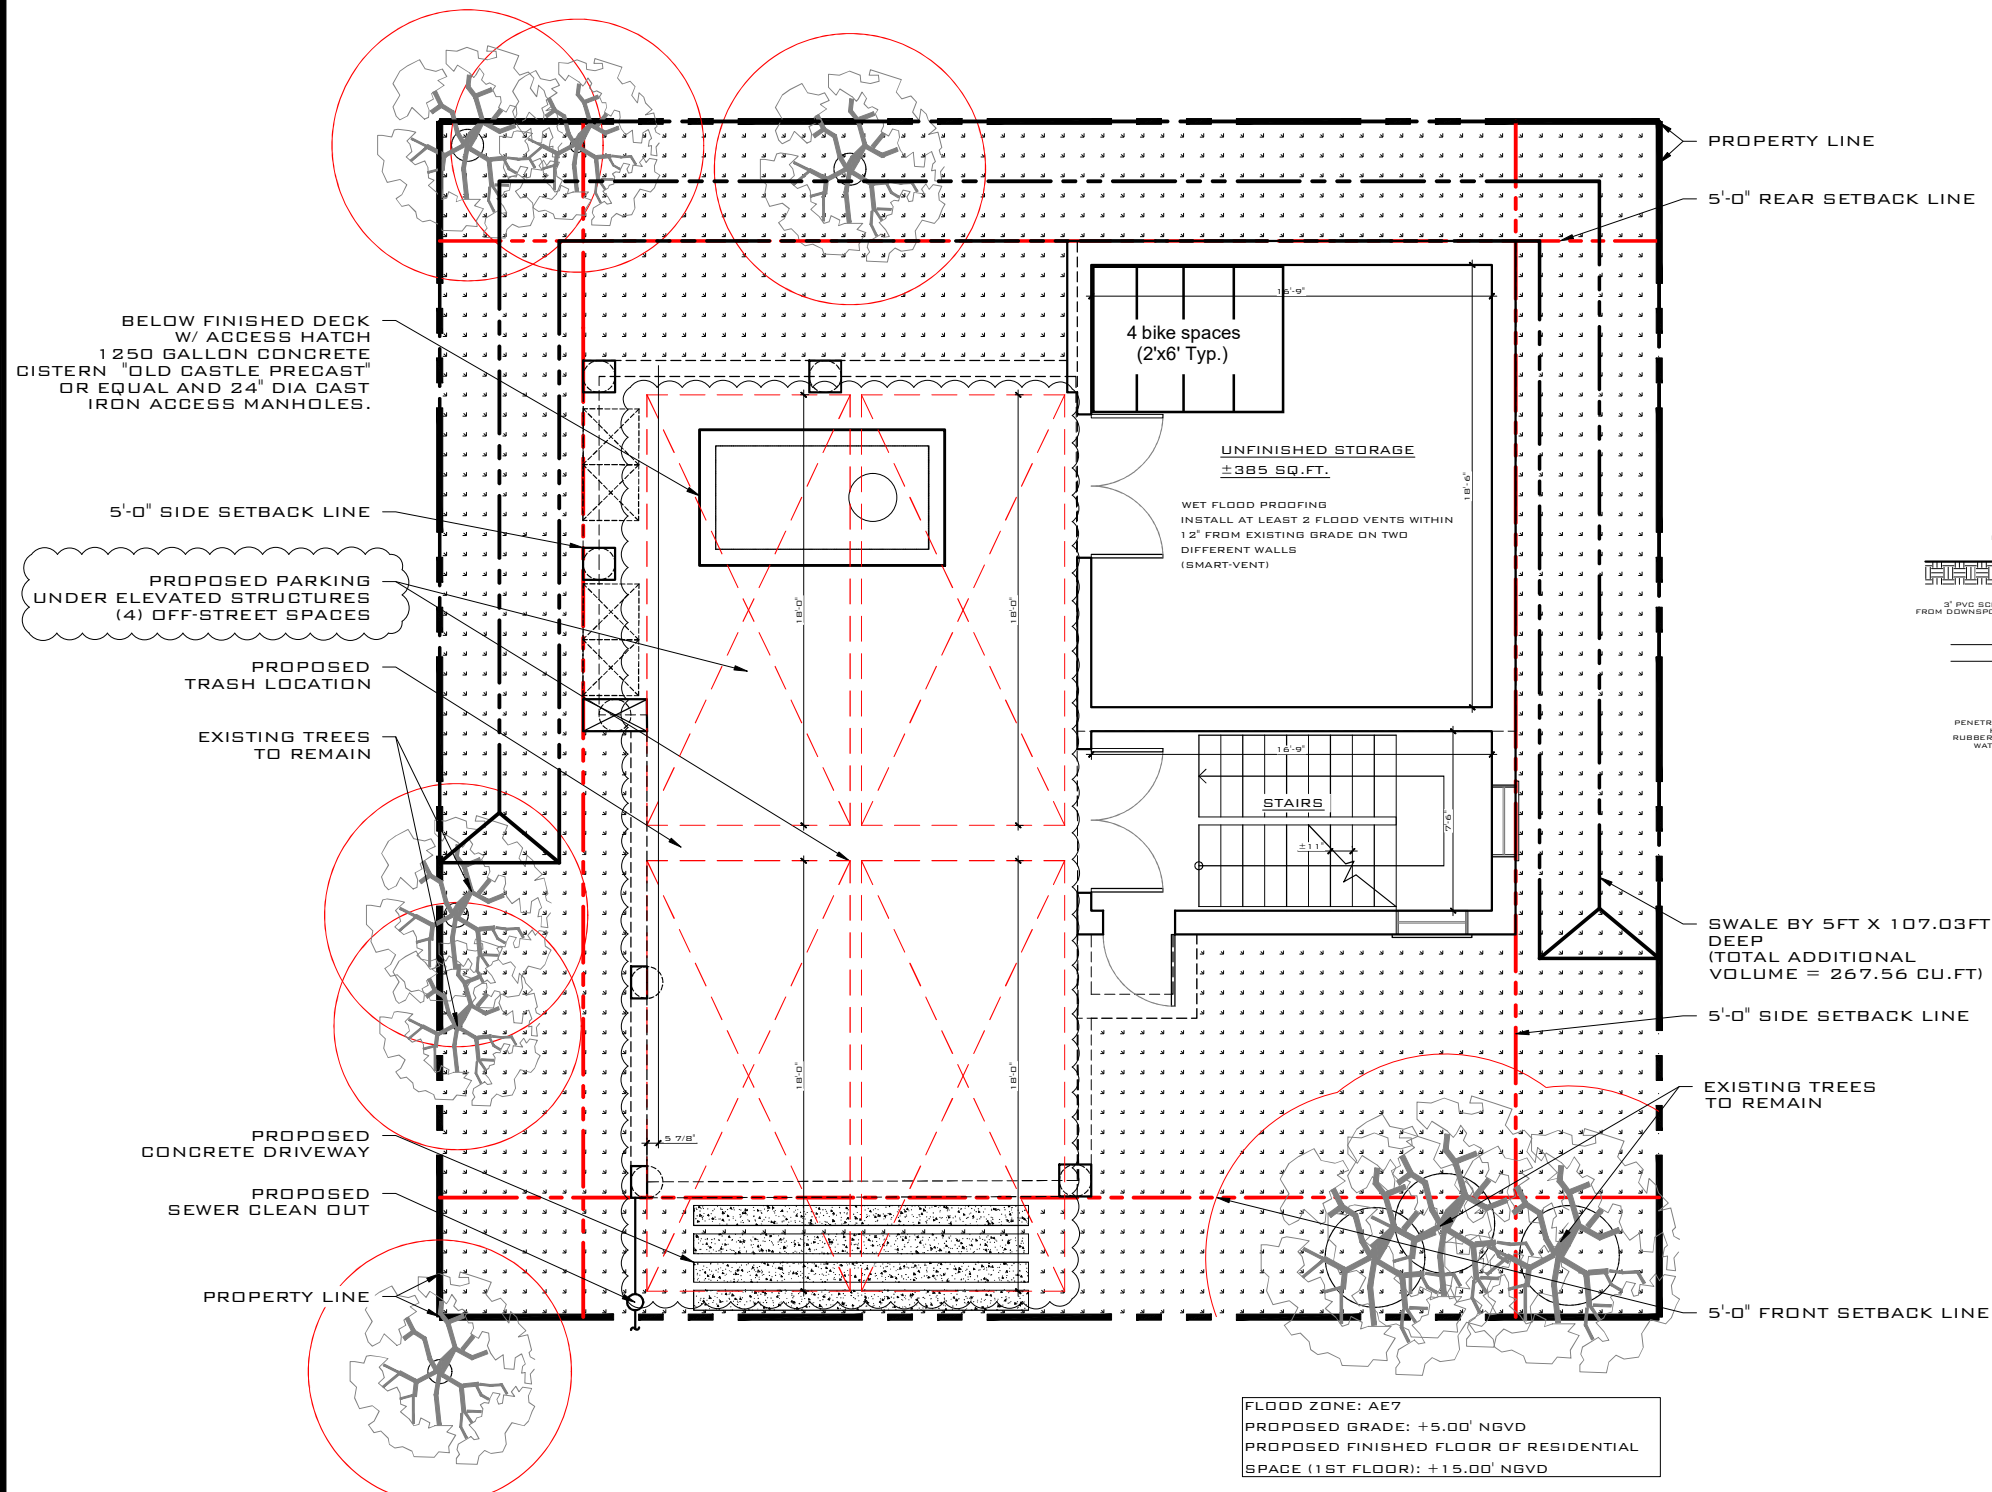 PROPERTY LINE
5'-0" REAR SETBACK LINE
BELOW FINISHED DECK
W/ ACCESS HATCH
1250 GALLON CONCRETE
CISTERN "OLD CASTLE PRECAST"
OR EQUAL AND 24" DIA CAST
IRON ACCESS MANHOLES.
16'-9"
4 bike spaces
(2'x6' Typ.)
UNFINISHED STORAGE
±385 SQ.FT.
18'-6"
WET FLOOD PROOFING
INSTALL AT LEAST 2 FLOOD VENTS WITHIN
12" FROM EXISTING GRADE ON TWO
DIFFERENT WALLS
(SMART-VENT)
5'-0" SIDE SETBACK LINE
PROPOSED PARKING
UNDER ELEVATED STRUCTURES
(4) OFF-STREET SPACES
18'-0"
18'-0"
3" PVC
FROM
PROPOSED
TRASH LOCATION
EXISTING TREES
TO REMAIN
16'-9"
STAIRS
7'-6"
±11"
SWALE BY 5FT X 107.03FT
DEEP
(TOTAL ADDITIONAL
VOLUME = 267.56 CU.FT)
5'-0" SIDE SETBACK LINE
18'-0"
18'-0"
EXISTING TREES
TO REMAIN
5 7/8"
PROPOSED
CONCRETE DRIVEWAY
PROPOSED
SEWER CLEAN OUT
PROPERTY LINE
5'-0" FRONT SETBACK LINE
FLOOD ZONE: AE7
PROPOSED GRADE: +5.00' NGVD
PROPOSED FINISHED FLOOR OF RESIDENTIAL
SPACE (1ST FLOOR): +15.00' NGVD